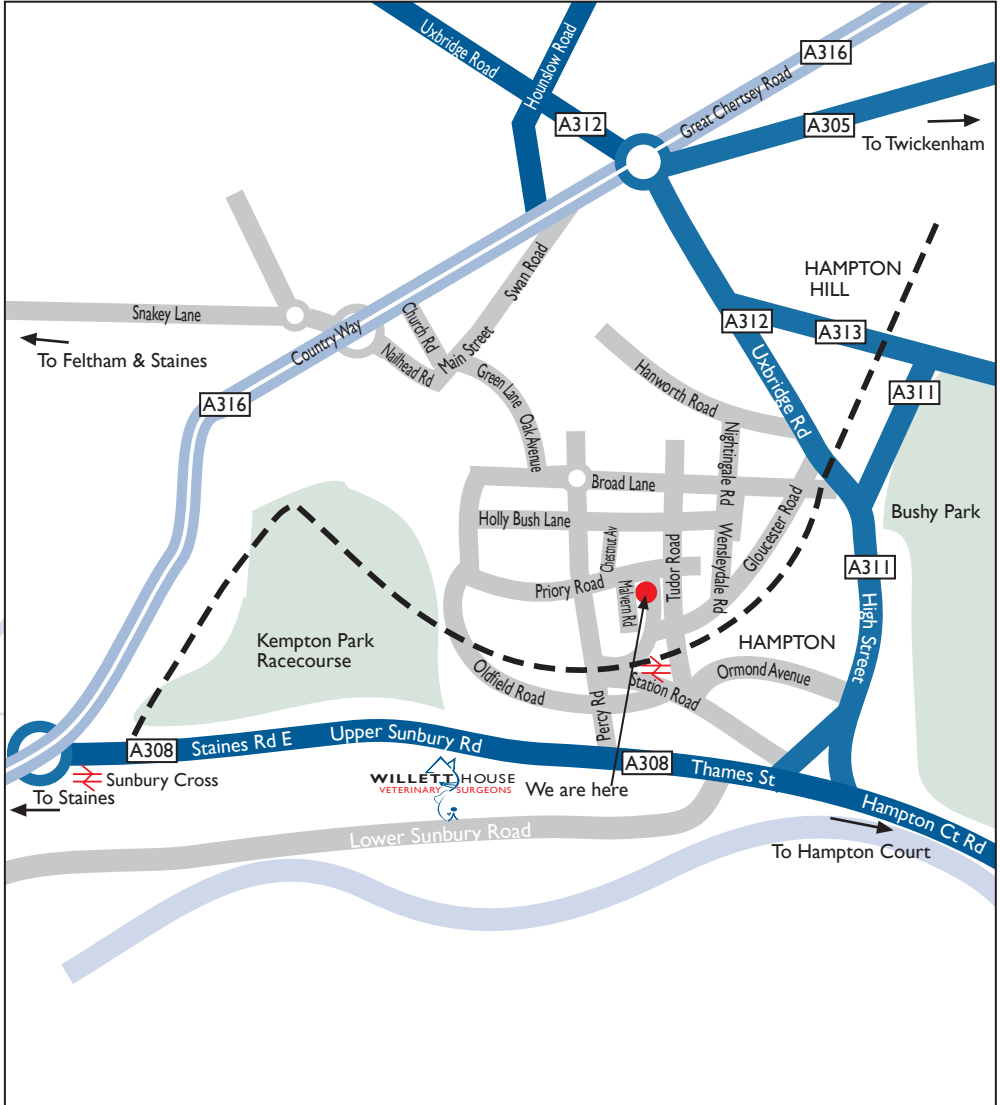 Uxbridge Road
Hounslow Road
A316
Great Chertsey Road
A312
A305
To Twickenham
HAMPTON
HILL
Swan Road
Snakey Lane
Church Rd
A312
A313
Country Way
Main Street
To Feltham & Staines
Nailhead Rd
Green Lane
Hanworth Road
Uxbridge Rd
A311
A316
Oak Avenue
Nightingale Rd
Broad Lane
Bushy Park
Holly Bush Lane
Gloucester Road
Chestnut Av
Tudor Road
Wensleydale Rd
A311
Priory Road
Malvern Rd
High Street
Kempton Park
Racecourse
HAMPTON
Oldfield Road
Ormond Avenue
Station Road
Percy Rd
A308
Staines Rd E
Upper Sunbury Rd
A308
Thames St
Sunbury Cross
WILLETT HOUSE
VETERINARY SURGEONS
We are here
To Staines
Hampton Ct Rd
Lower Sunbury Road
To Hampton Court